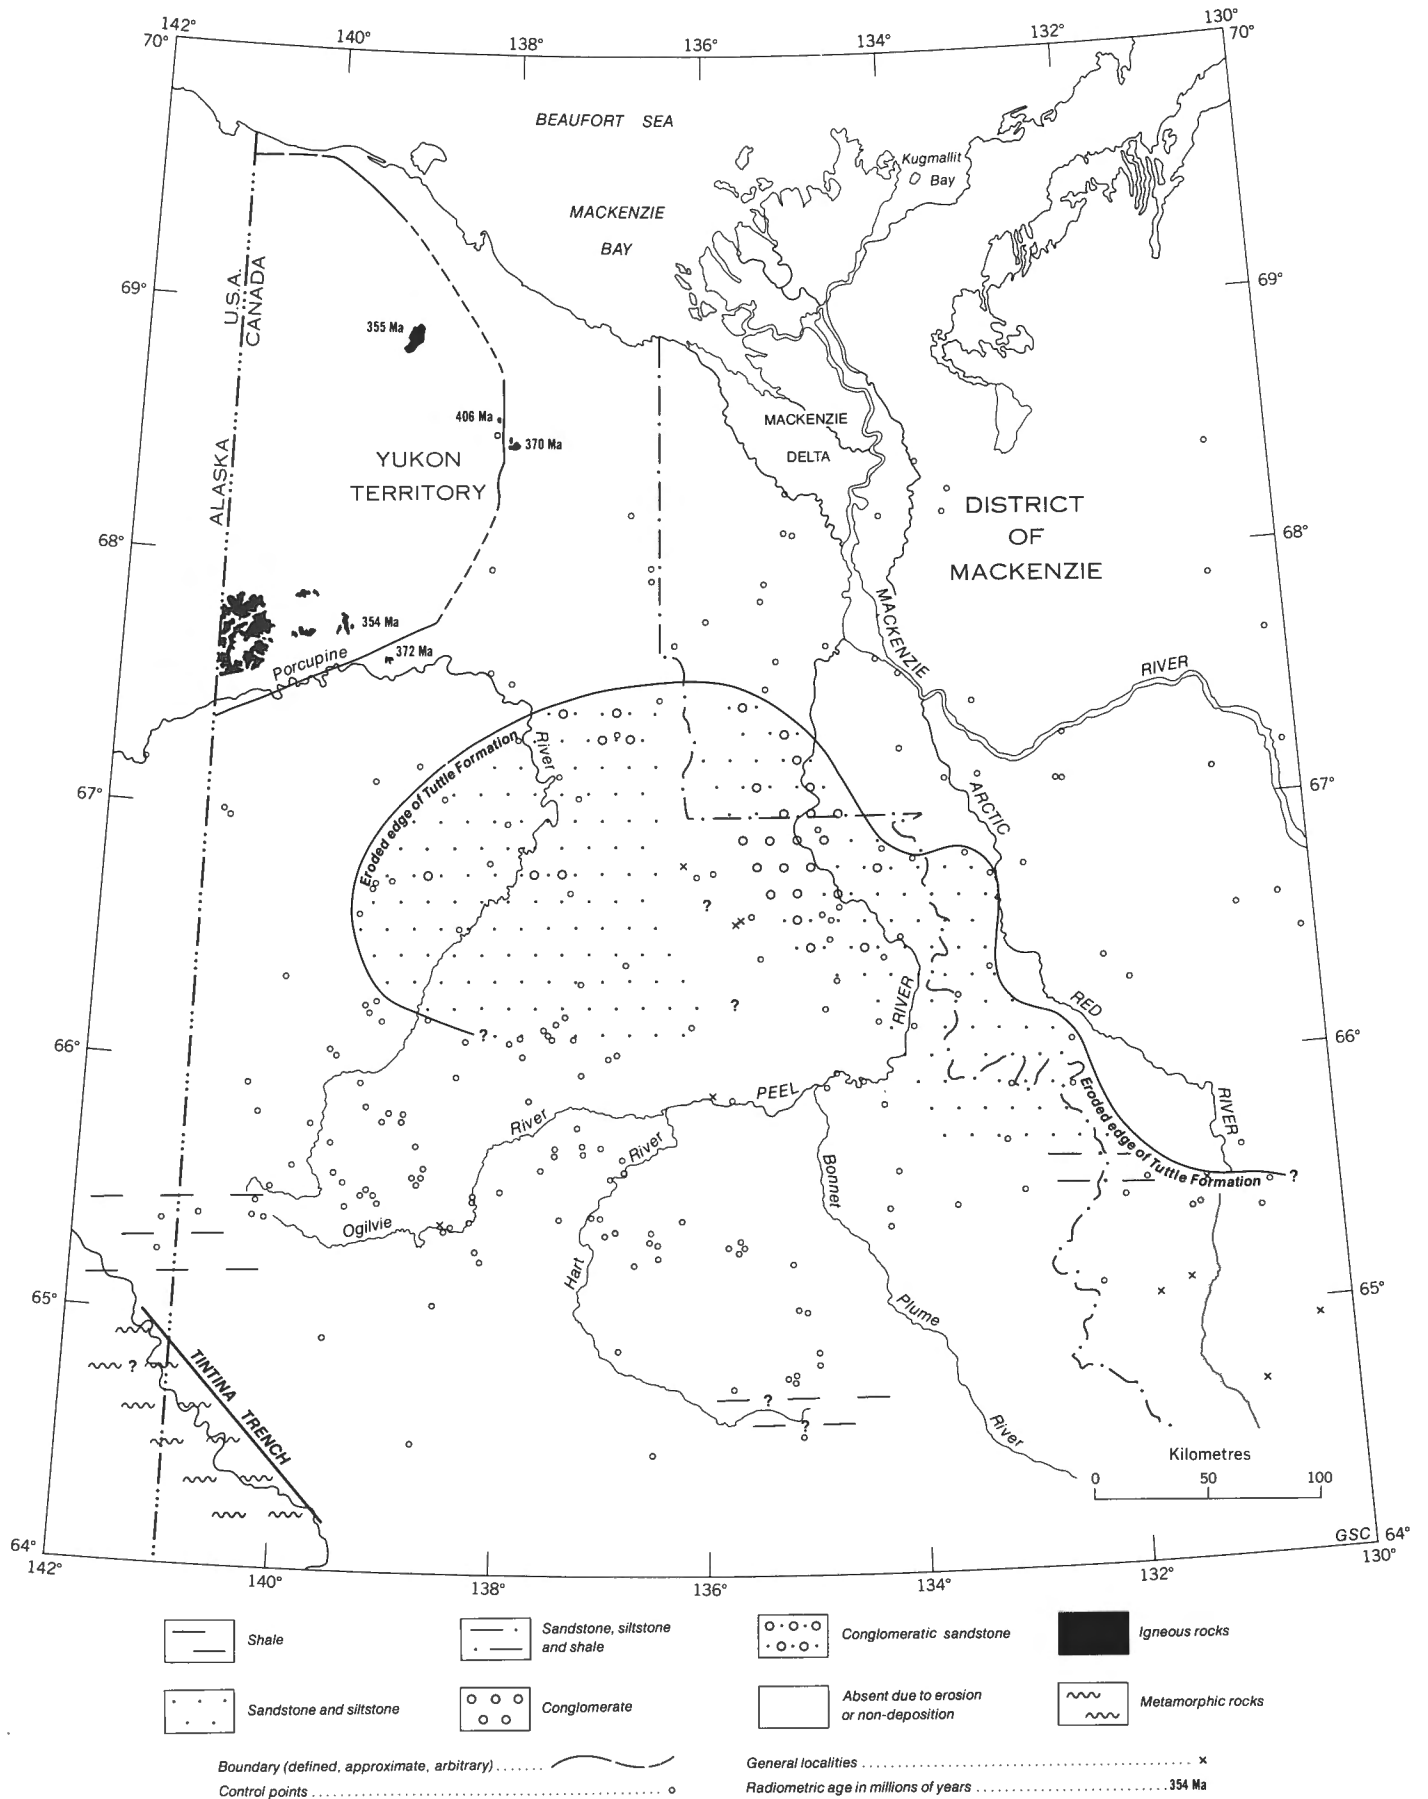 142°
140°
138°
136°
134°
132°
130°
70°
70°
BEAUFORT SEA
Kugmallit
Bay
MACKENZIE
BAY
69°
69°
U.S.A.
CANADA
355 Ma
406 Ma
370 Ma
MACKENZIE
DELTA
YUKON
TERRITORY
ALASKA
DISTRICT
OF
MACKENZIE
68°
68°
354 Ma
372 Ma
Porcupine
MACKENZIE
RIVER
River
Eroded edge of Tuttle Formation
67°
67°
ARCTIC
?
?
?
RIVER
RED
66°
66°
PEEL
River
River
RIVER
Eroded edge of Tuttle Formation
?
Bonnet
Ogilvie
Hart
65°
65°
Plume
?
TINTINA TRENCH
?
?
River
Kilometres
0 50 100
GSC
64°
64°
142°
140°
138°
136°
134°
132°
130°
Shale
Sandstone, siltstone
and shale
Conglomeratic sandstone
Igneous rocks
Sandstone and siltstone
Conglomerate
Absent due to erosion
or non-deposition
Metamorphic rocks
Boundary (defined, approximate, arbitrary)
General localities x
Control points
Radiometric age in millions of years 354 Ma